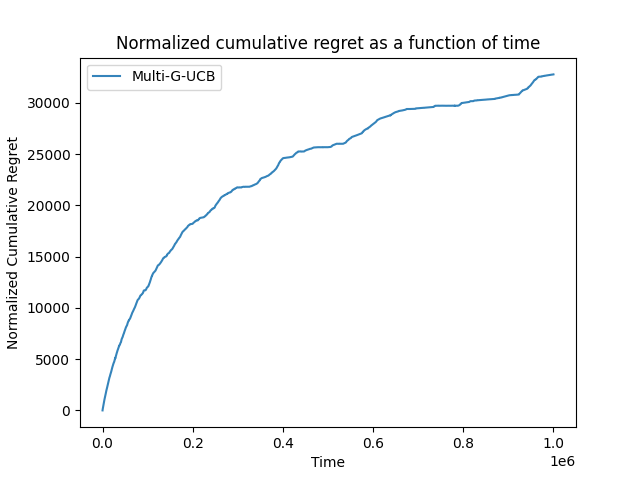 Normalized cumulative regret as a function of time
Multi-G-UCB
Normalized Cumulative Regret
30000
25000
20000
15000
10000
5000
0
0.0 0.2 0.4 0.6 0.8 1.0
1e6
Time